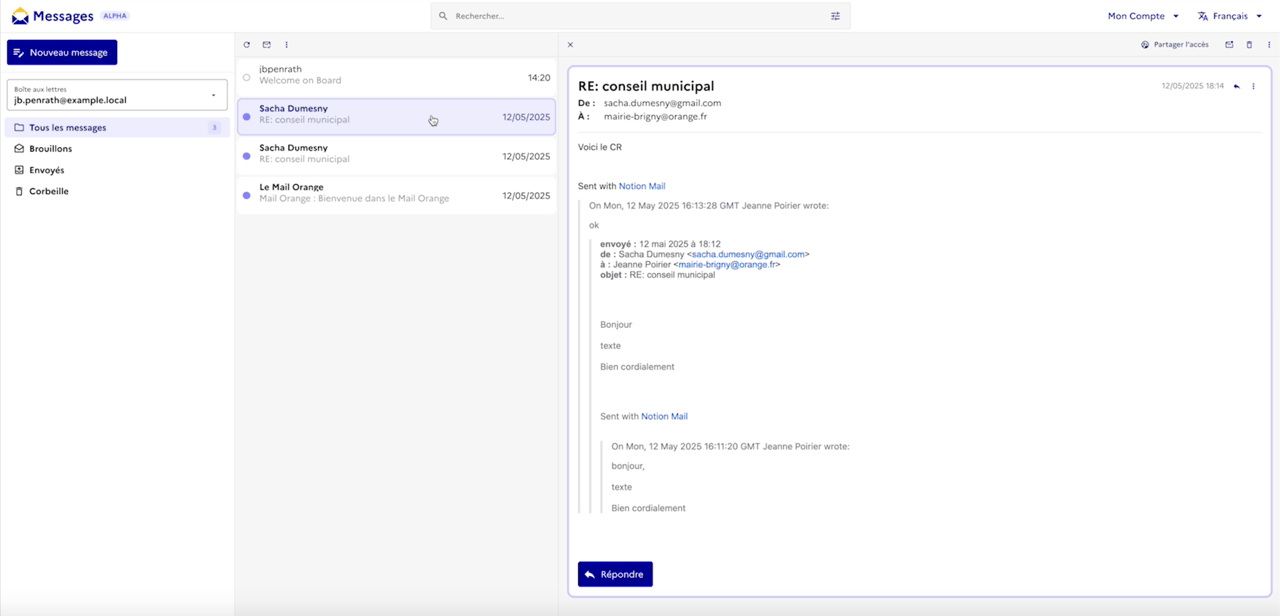 Messages ALPHA
Rechercher...
Mon Compte
Français
Nouveau message
Boîte aux lettres
jb.penrath@example.local
Tous les messages 3
Brouillons
Envoyés
Corbeille
jbpenrath
Welcome on Board
14:20
Sacha Dumesny
RE: conseil municipal
12/05/2025
Sacha Dumesny
RE: conseil municipal
12/05/2025
Le Mail Orange
Mail Orange : Bienvenue dans le Mail Orange
12/05/2025
Partager l'accès
RE: conseil municipal
12/05/2025 18:14
De : sacha.dumesny@gmail.com
À : mairie-brigny@orange.fr
Voici le CR
Sent with Notion Mail
On Mon, 12 May 2025 16:13:28 GMT Jeanne Poirier wrote:
ok
envoyé : 12 mai 2025 à 18:12
de : Sacha Dumesny <sacha.dumesny@gmail.com>
à : Jeanne Poirier <mairie-brigny@orange.fr>
objet : RE: conseil municipal
Bonjour
texte
Bien cordialement
Sent with Notion Mail
On Mon, 12 May 2025 16:11:20 GMT Jeanne Poirier wrote:
bonjour,
texte
Bien cordialement
Répondre